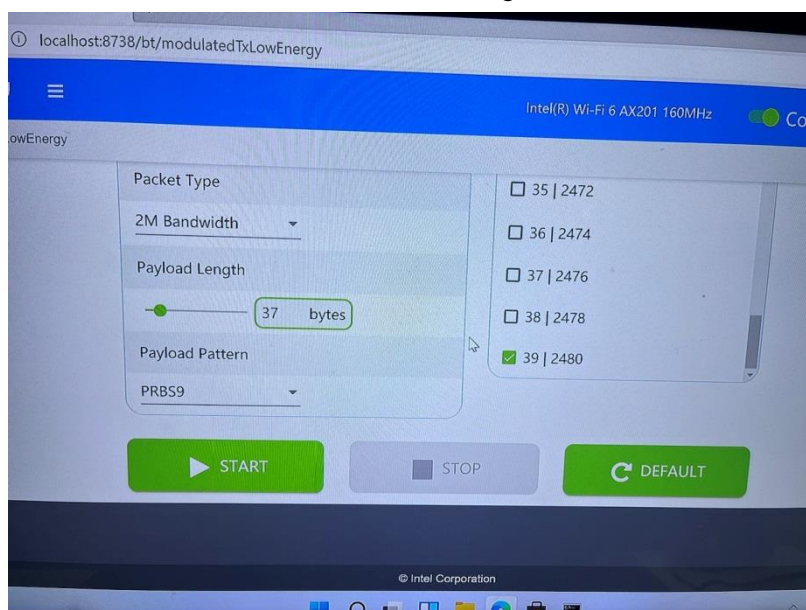 localhost:8738/bt/modulatedTxLowEnergy
Intel(R) Wi-Fi 6 AX201 160MHz
Co
owEnergy
Packet Type
2M Bandwidth
Payload Length
37 bytes
Payload Pattern
PRBS9
35 | 2472
36 | 2474
37 | 2476
38 | 2478
39 | 2480
START
STOP
DEFAULT
© Intel Corporation